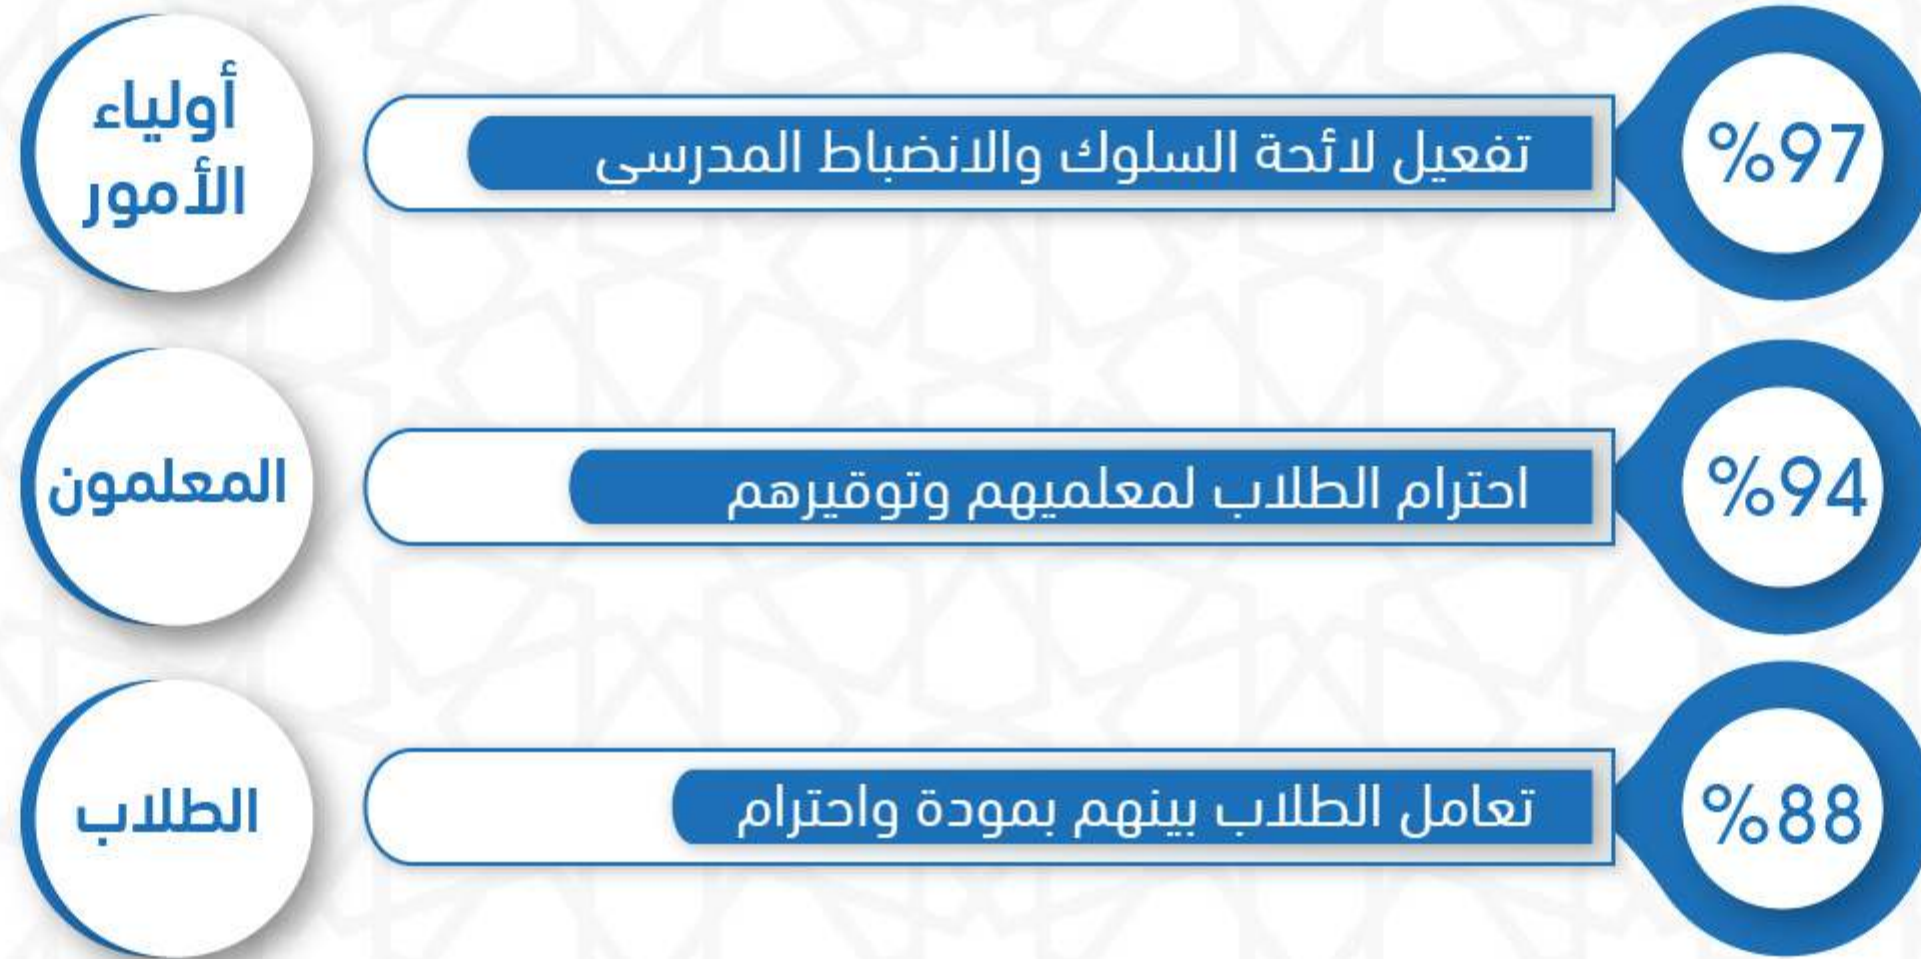 %97
تفعيل لائحة السلوك والانضباط المدرسي
أولياء
الأمور
%94
احترام الطلاب لمعلميهم وتوقيرهم
المعلمون
%88
تعامل الطلاب بينهم بمودة واحترام
الطلاب